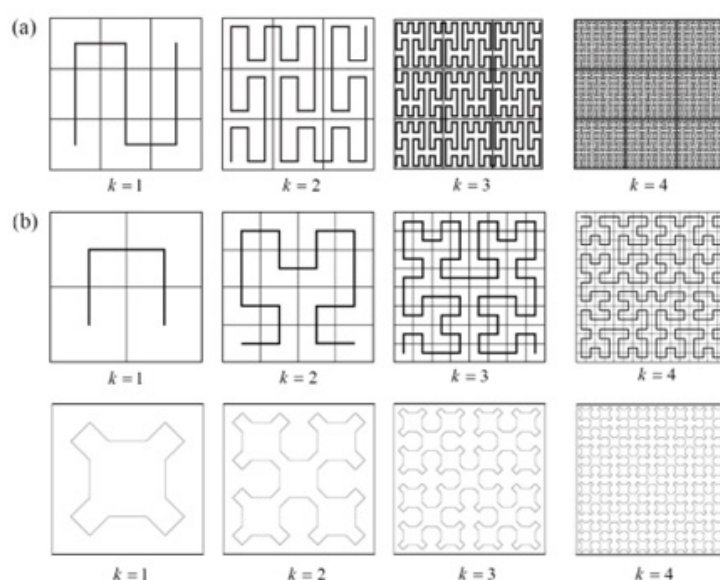 (a)
k = 1 k = 2 k = 3 k = 4
(b)
k = 1 k = 2 k = 3 k = 4
k = 1 k = 2 k = 3 k = 4